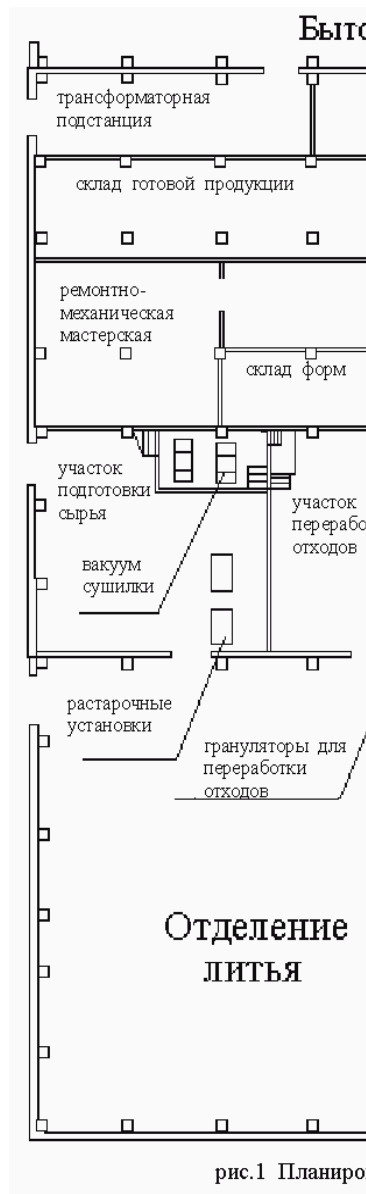 Быто
трансформаторная
подстанция
склад готовой продукции
ремонтно-
механическая
мастерская
склад форм
участок
подготовки
сырья
участок
перерабо
отходов
вакуум
сушилки
растарочные
установки
грануляторы для
переработки
отходов
Отделение
литья
рис.1 Планиро